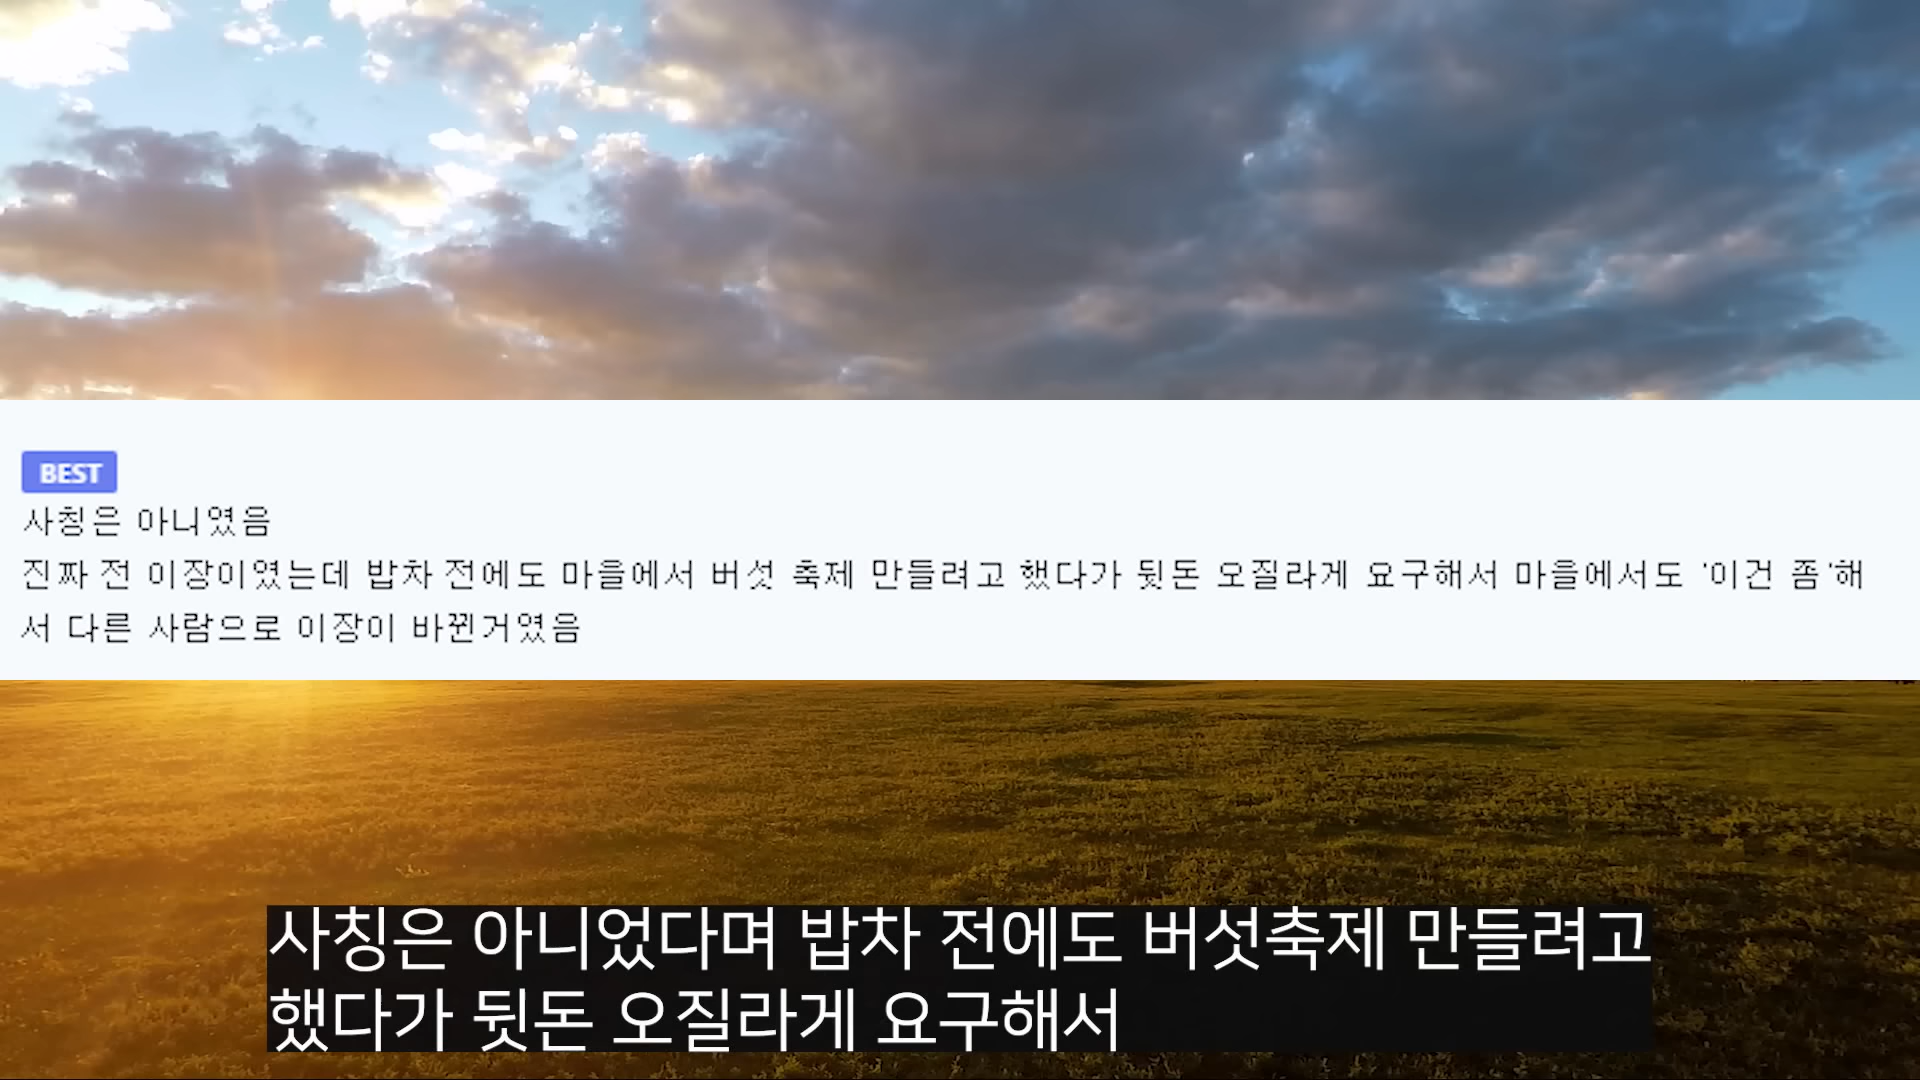 BEST
사칭은 아니였음
진짜 전 이장이였는데 밥차 전에도 마을에서 버섯 축제 만들려고 했다가 뒷돈 오질라게 요구해서 마을에서도 '이건 좀'해
서 다른 사람으로 이장이 바뀐거였음
사칭은 아니었다며 밥차 전에도 버섯축제 만들려고
했다가 뒷돈 오질라게 요구해서